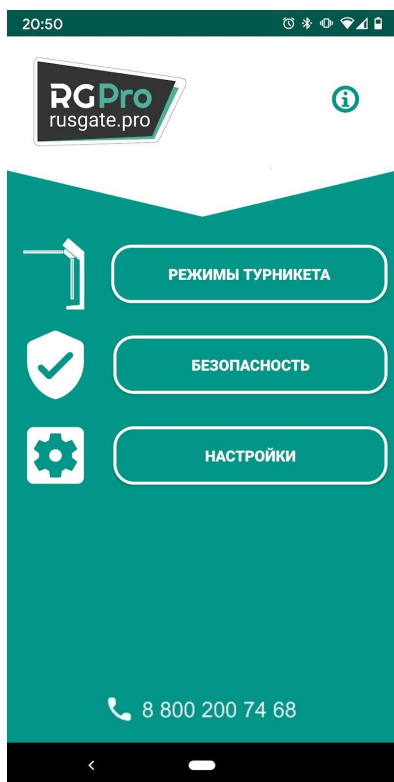 20:50
RGPro
rusgate.pro
РЕЖИМЫ ТУРНИКЕТА
БЕЗОПАСНОСТЬ
НАСТРОЙКИ
8 800 200 74 68